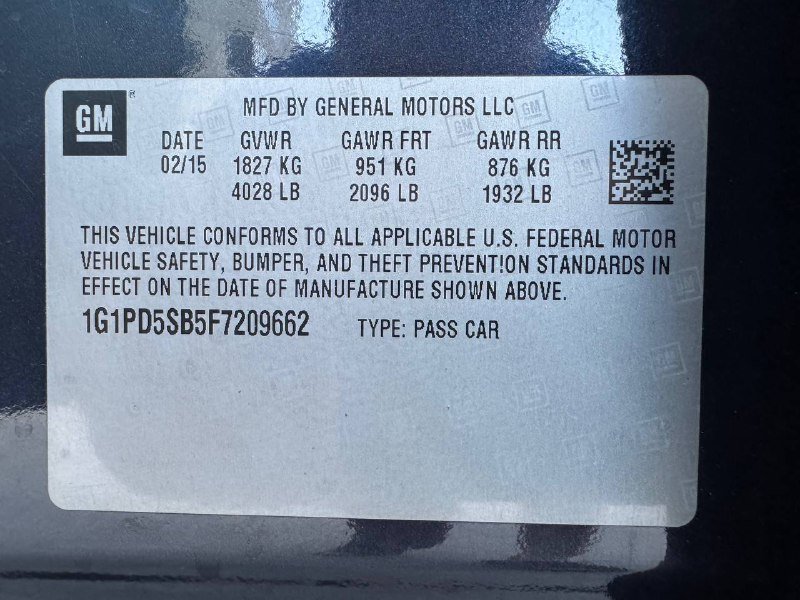 GM
MFD BY GENERAL MOTORS LLC
DATE GVWR GAWR FRT GAWR RR
02/15 1827 KG 951 KG 876 KG
4028 LB 2096 LB 1932 LB
THIS VEHICLE CONFORMS TO ALL APPLICABLE U.S. FEDERAL MOTOR
VEHICLE SAFETY, BUMPER, AND THEFT PREVENTION STANDARDS IN
EFFECT ON THE DATE OF MANUFACTURE SHOWN ABOVE.
1G1PD5SB5F7209662 TYPE: PASS CAR